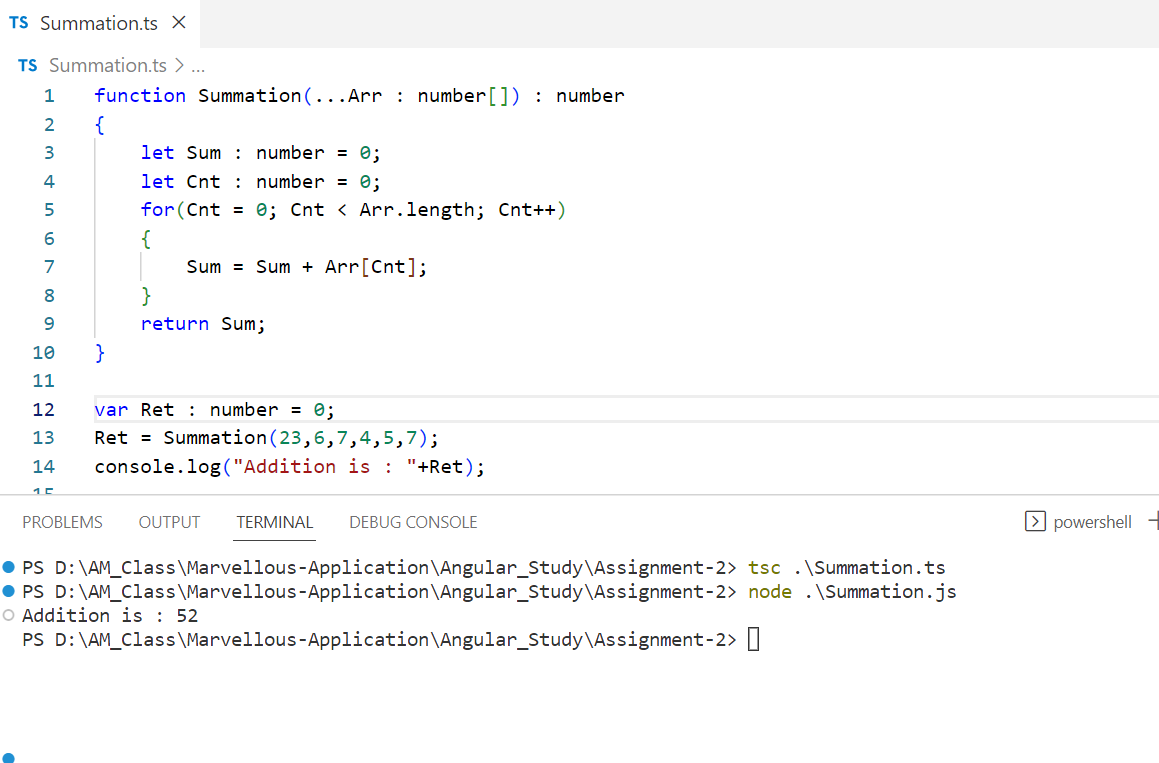 TS Summation.ts ×
TS Summation.ts > ...
1 function Summation(...Arr : number[]) : number
2 {
3     let Sum : number = 0;
4     let Cnt : number = 0;
5     for(Cnt = 0; Cnt < Arr.length; Cnt++)
6     {
7         Sum = Sum + Arr[Cnt];
8     }
9     return Sum;
10 }
11
12 var Ret : number = 0;
13 Ret = Summation(23,6,7,4,5,7);
14 console.log("Addition is : "+Ret);
15
PROBLEMS OUTPUT TERMINAL DEBUG CONSOLE powershell +
PS D:\AM_Class\Marvellous-Application\Angular_Study\Assignment-2> tsc .\Summation.ts
PS D:\AM_Class\Marvellous-Application\Angular_Study\Assignment-2> node .\Summation.js
Addition is : 52
PS D:\AM_Class\Marvellous-Application\Angular_Study\Assignment-2>